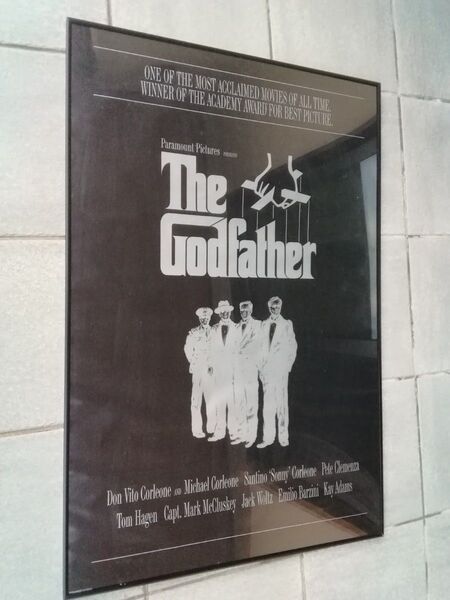 ONE OF THE MOST ACCLAIMED MOVIES OF ALL TIME.
WINNER OF THE ACADEMY AWARD FOR BEST PICTURE.
Paramount Pictures PRESENTS
The
Godfather
Don Vito Corleone AND Michael Corleone Santino 'Sonny' Corleone Pete Clemenza
Tom Hagen Capt. Mark McCluskey Jack Woltz Emilio Barzini Kay Adams